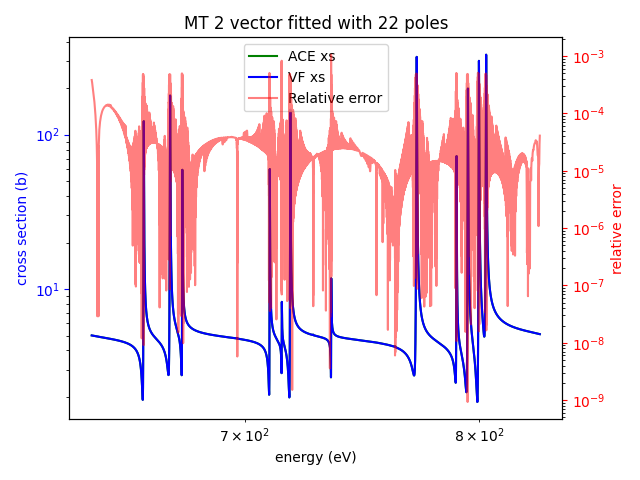 MT 2 vector fitted with 22 poles
ACE xs
VF xs
Relative error
10²
10¹
cross section (b)
10⁻³
10⁻⁴
10⁻⁵
10⁻⁶
10⁻⁷
10⁻⁸
10⁻⁹
relative error
7 × 10²
8 × 10²
energy (eV)